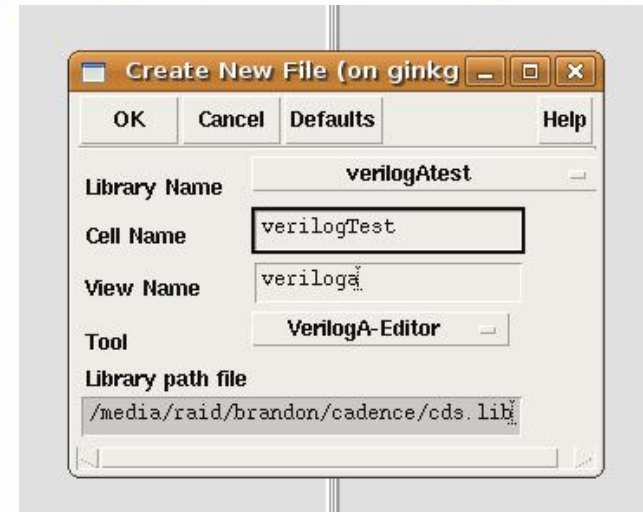 Create New File (on ginkg
OK Cancel Defaults Help
Library Name verilogAtest
Cell Name verilogTest
View Name veriloga
Tool VerilogA-Editor
Library path file
/media/raid/brandon/cadence/cds.lib